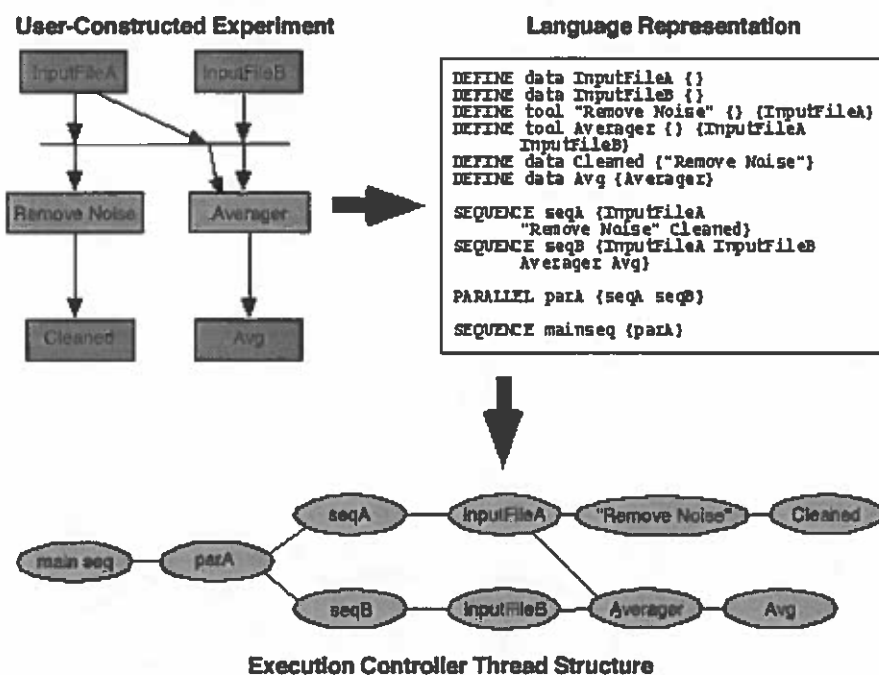 User-Constructed Experiment
Language Representation
InputFileA
InputFileB
Remove Noise
Averager
Cleaned
Avg
DEFINE data InputFileA {}
DEFINE data InputFileB {}
DEFINE tool "Remove Noise" {} {InputFileA}
DEFINE tool Averager {} {InputFileA
InputFileB}
DEFINE data Cleaned {"Remove Noise"}
DEFINE data Avg {Averager}
SEQUENCE seqA {InputFileA
"Remove Noise" Cleaned}
SEQUENCE seqB {InputFileA InputFileB
Averager Avg}
PARALLEL parA {seqA seqB}
SEQUENCE mainseq {parA}
seqA
InputFileA
"Remove Noise"
Cleaned
main seq
parA
seqB
InputFileB
Averager
Avg
Execution Controller Thread Structure